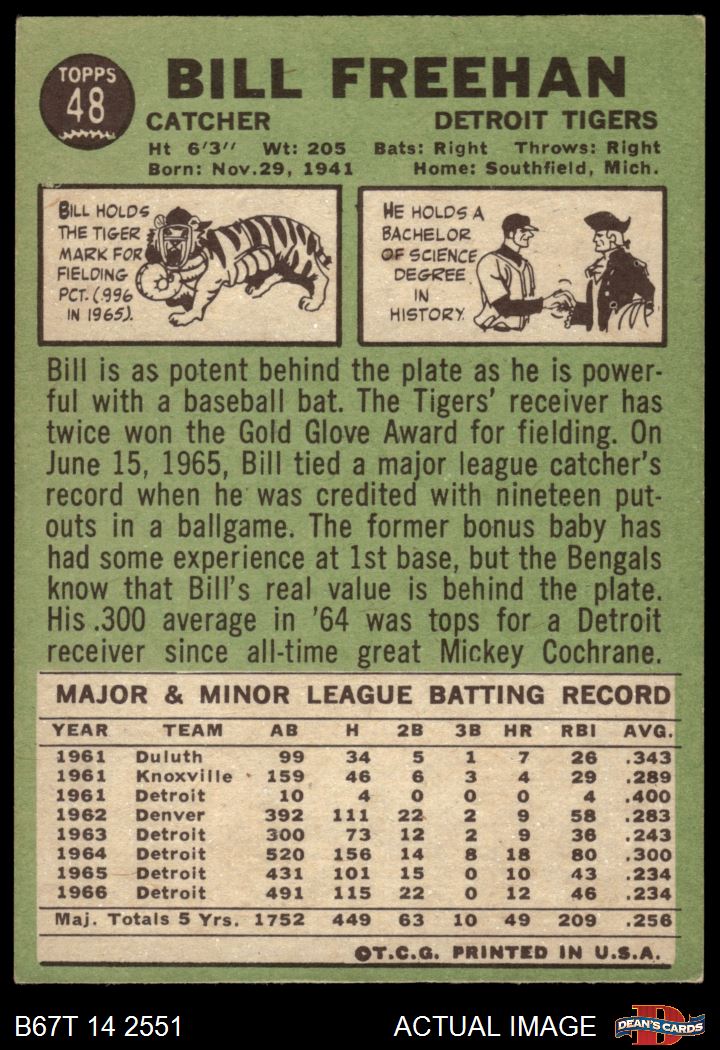 TOPPS
48
BILL FREEHAN
CATCHER DETROIT TIGERS
Ht 6'3" Wt: 205 Bats: Right Throws: Right
Born: Nov. 29, 1941 Home: Southfield, Mich.
BILL HOLDS
THE TIGER
MARK FOR
FIELDING
PCT. (.996
IN 1965).
HE HOLDS A
BACHELOR
OF SCIENCE
DEGREE
IN
HISTORY.
Bill is as potent behind the plate as he is power-
ful with a baseball bat. The Tigers' receiver has
twice won the Gold Glove Award for fielding. On
June 15, 1965, Bill tied a major league catcher's
record when he was credited with nineteen put-
outs in a ballgame. The former bonus baby has
had some experience at 1st base, but the Bengals
know that Bill's real value is behind the plate.
His .300 average in '64 was tops for a Detroit
receiver since all-time great Mickey Cochrane.
MAJOR & MINOR LEAGUE BATTING RECORD
YEAR TEAM AB H 2B 3B HR RBI AVG.
1961 Duluth 99 34 5 1 7 26 .343
1961 Knoxville 159 46 6 3 4 29 .289
1961 Detroit 10 4 0 0 0 4 .400
1962 Denver 392 111 22 2 9 58 .283
1963 Detroit 300 73 12 2 9 36 .243
1964 Detroit 520 156 14 8 18 80 .300
1965 Detroit 431 101 15 0 10 43 .234
1966 Detroit 491 115 22 0 12 46 .234
Maj. Totals 5 Yrs. 1752 449 63 10 49 209 .256
©T.C.G. PRINTED IN U.S.A.
B67T 14 2551 ACTUAL IMAGE
DEAN'S CARDS